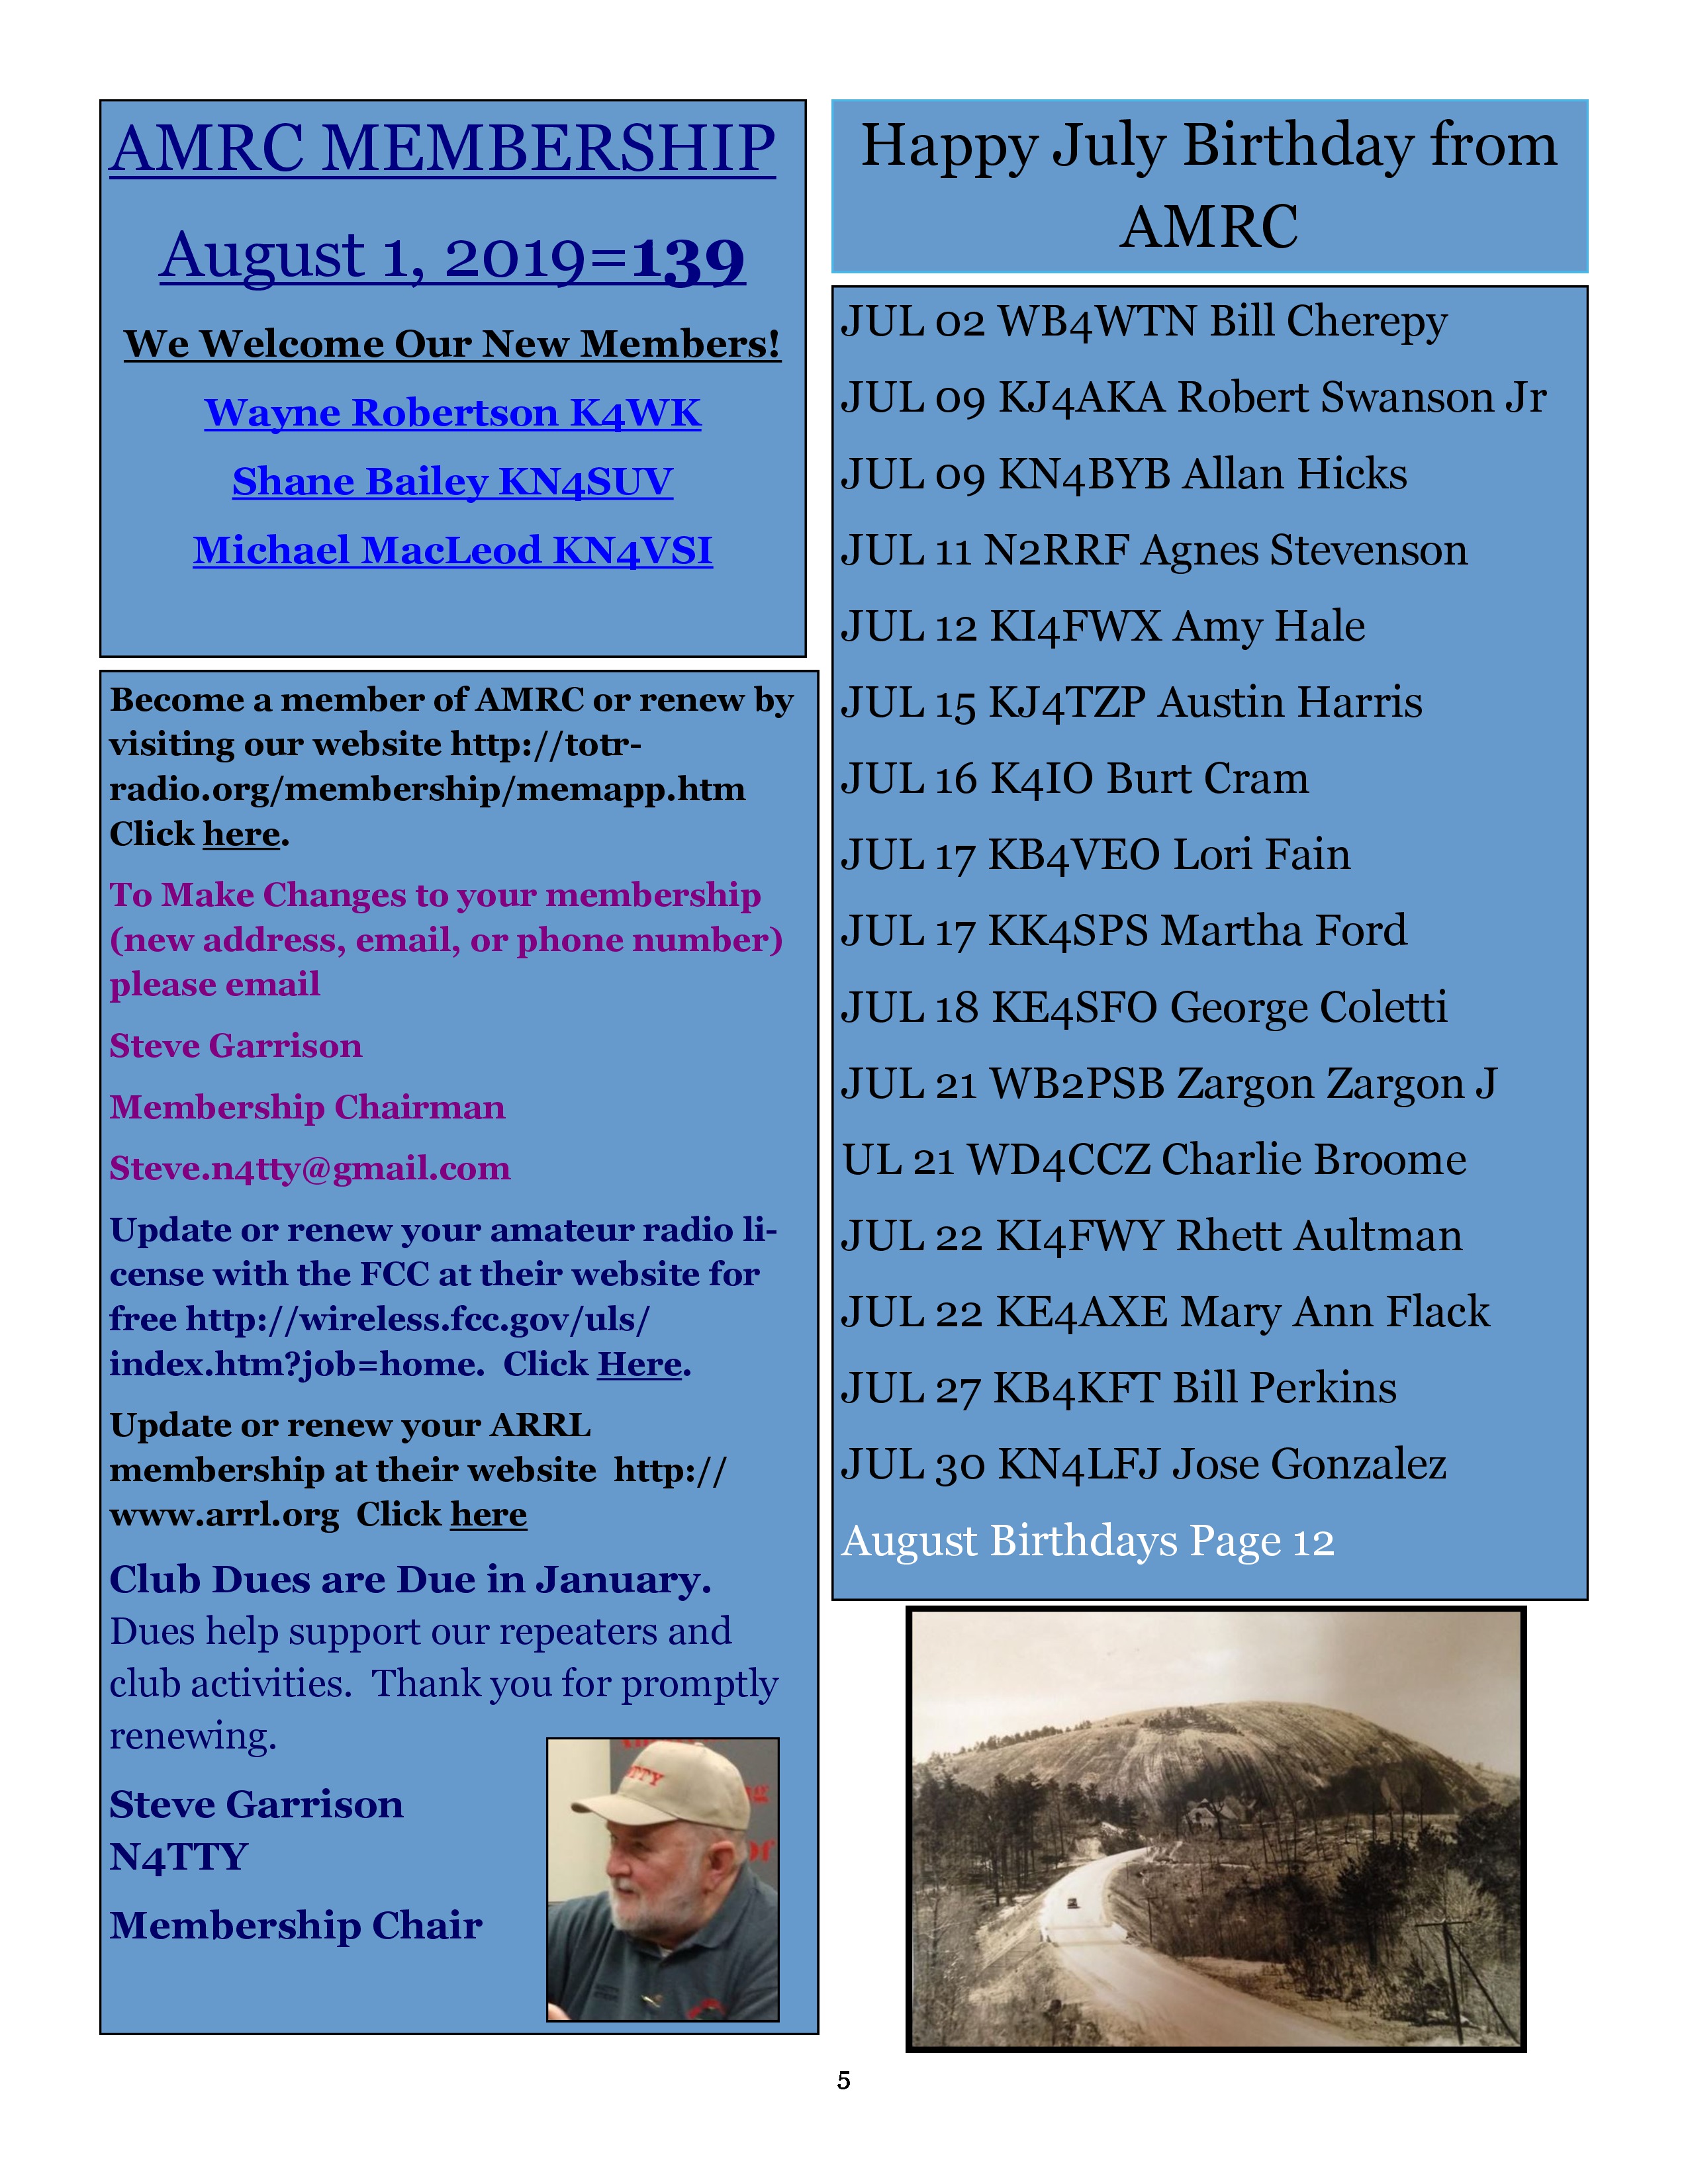 AMRC MEMBERSHIP
August 1, 2019=139
We Welcome Our New Members!
Wayne Robertson K4WK
Shane Bailey KN4SUV
Michael MacLeod KN4VSI
Become a member of AMRC or renew by
visiting our website http://totr-
radio.org/membership/memapp.htm
Click here.
To Make Changes to your membership
(new address, email, or phone number)
please email
Steve Garrison
Membership Chairman
Steve.n4tty@gmail.com
Update or renew your amateur radio li-
cense with the FCC at their website for
free http://wireless.fcc.gov/uls/
index.htm?job=home.  Click Here.
Update or renew your ARRL
membership at their website  http://
www.arrl.org  Click here
Club Dues are Due in January.
Dues help support our repeaters and
club activities.  Thank you for promptly
renewing.
Steve Garrison
N4TTY
Membership Chair
Happy July Birthday from
AMRC
JUL 02 WB4WTN Bill Cherepy
JUL 09 KJ4AKA Robert Swanson Jr
JUL 09 KN4BYB Allan Hicks
JUL 11 N2RRF Agnes Stevenson
JUL 12 KI4FWX Amy Hale
JUL 15 KJ4TZP Austin Harris
JUL 16 K4IO Burt Cram
JUL 17 KB4VEO Lori Fain
JUL 17 KK4SPS Martha Ford
JUL 18 KE4SFO George Coletti
JUL 21 WB2PSB Zargon Zargon J
UL 21 WD4CCZ Charlie Broome
JUL 22 KI4FWY Rhett Aultman
JUL 22 KE4AXE Mary Ann Flack
JUL 27 KB4KFT Bill Perkins
JUL 30 KN4LFJ Jose Gonzalez
August Birthdays Page 12
5